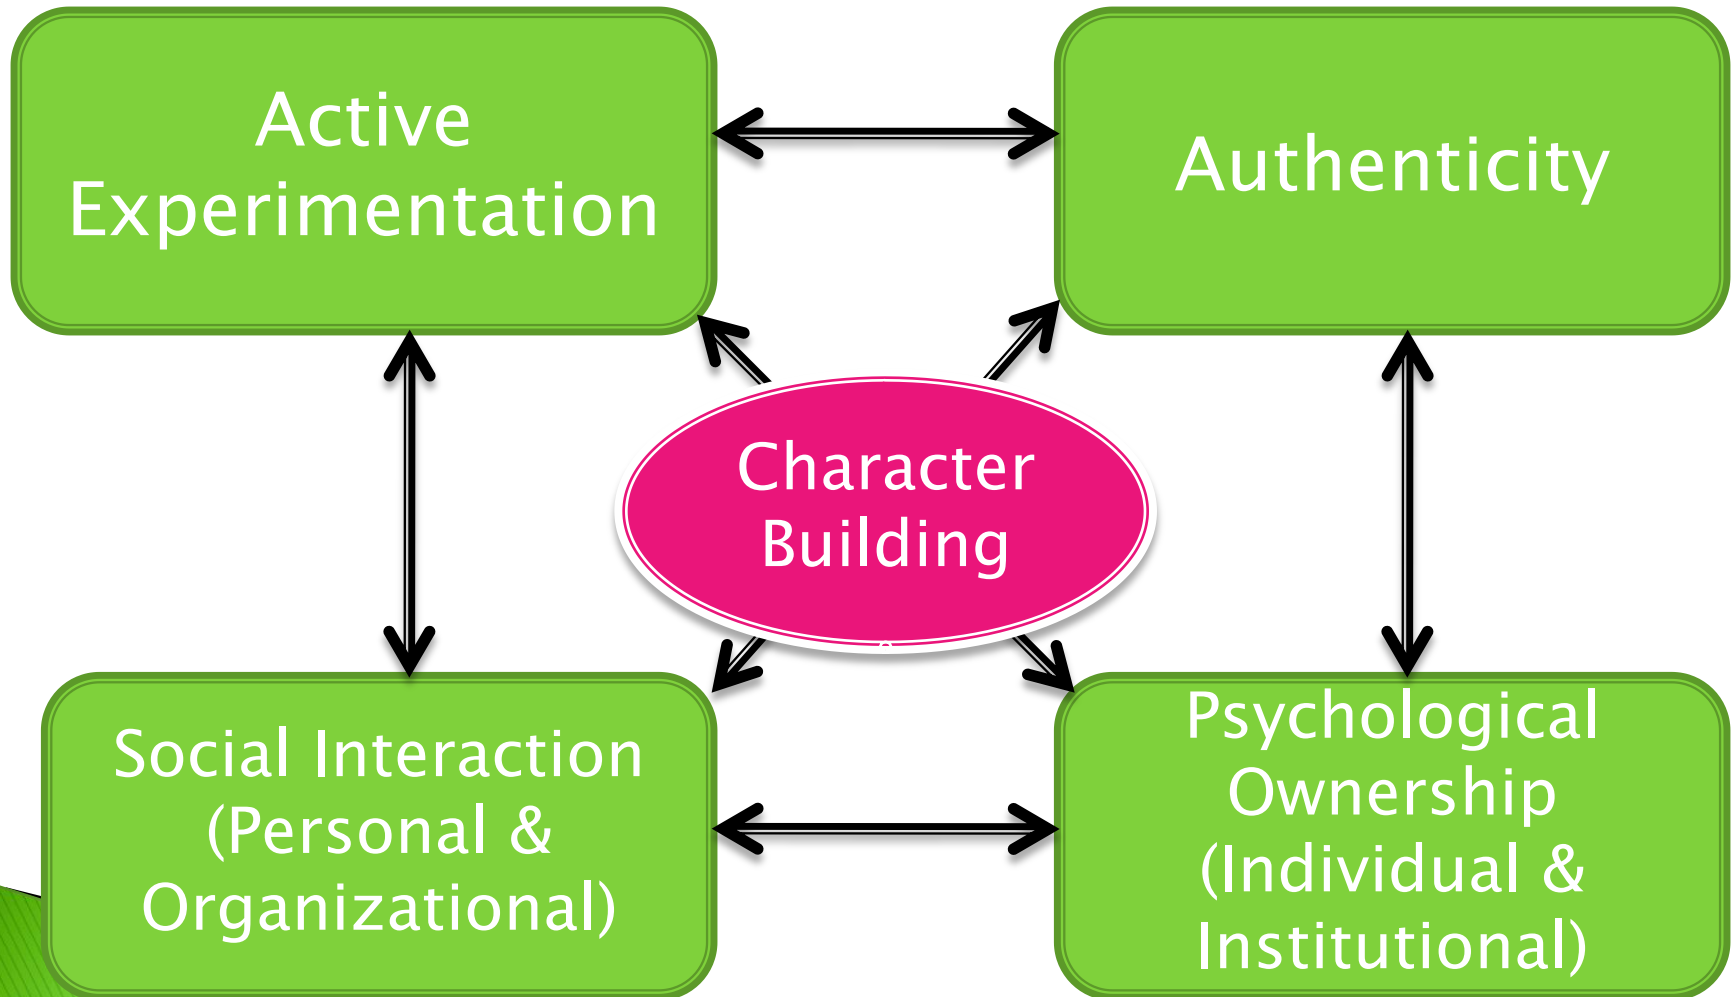 Active
Experimentation
Authenticity
Character
Building
Social Interaction
(Personal &
Organizational)
Psychological
Ownership
(Individual &
Institutional)